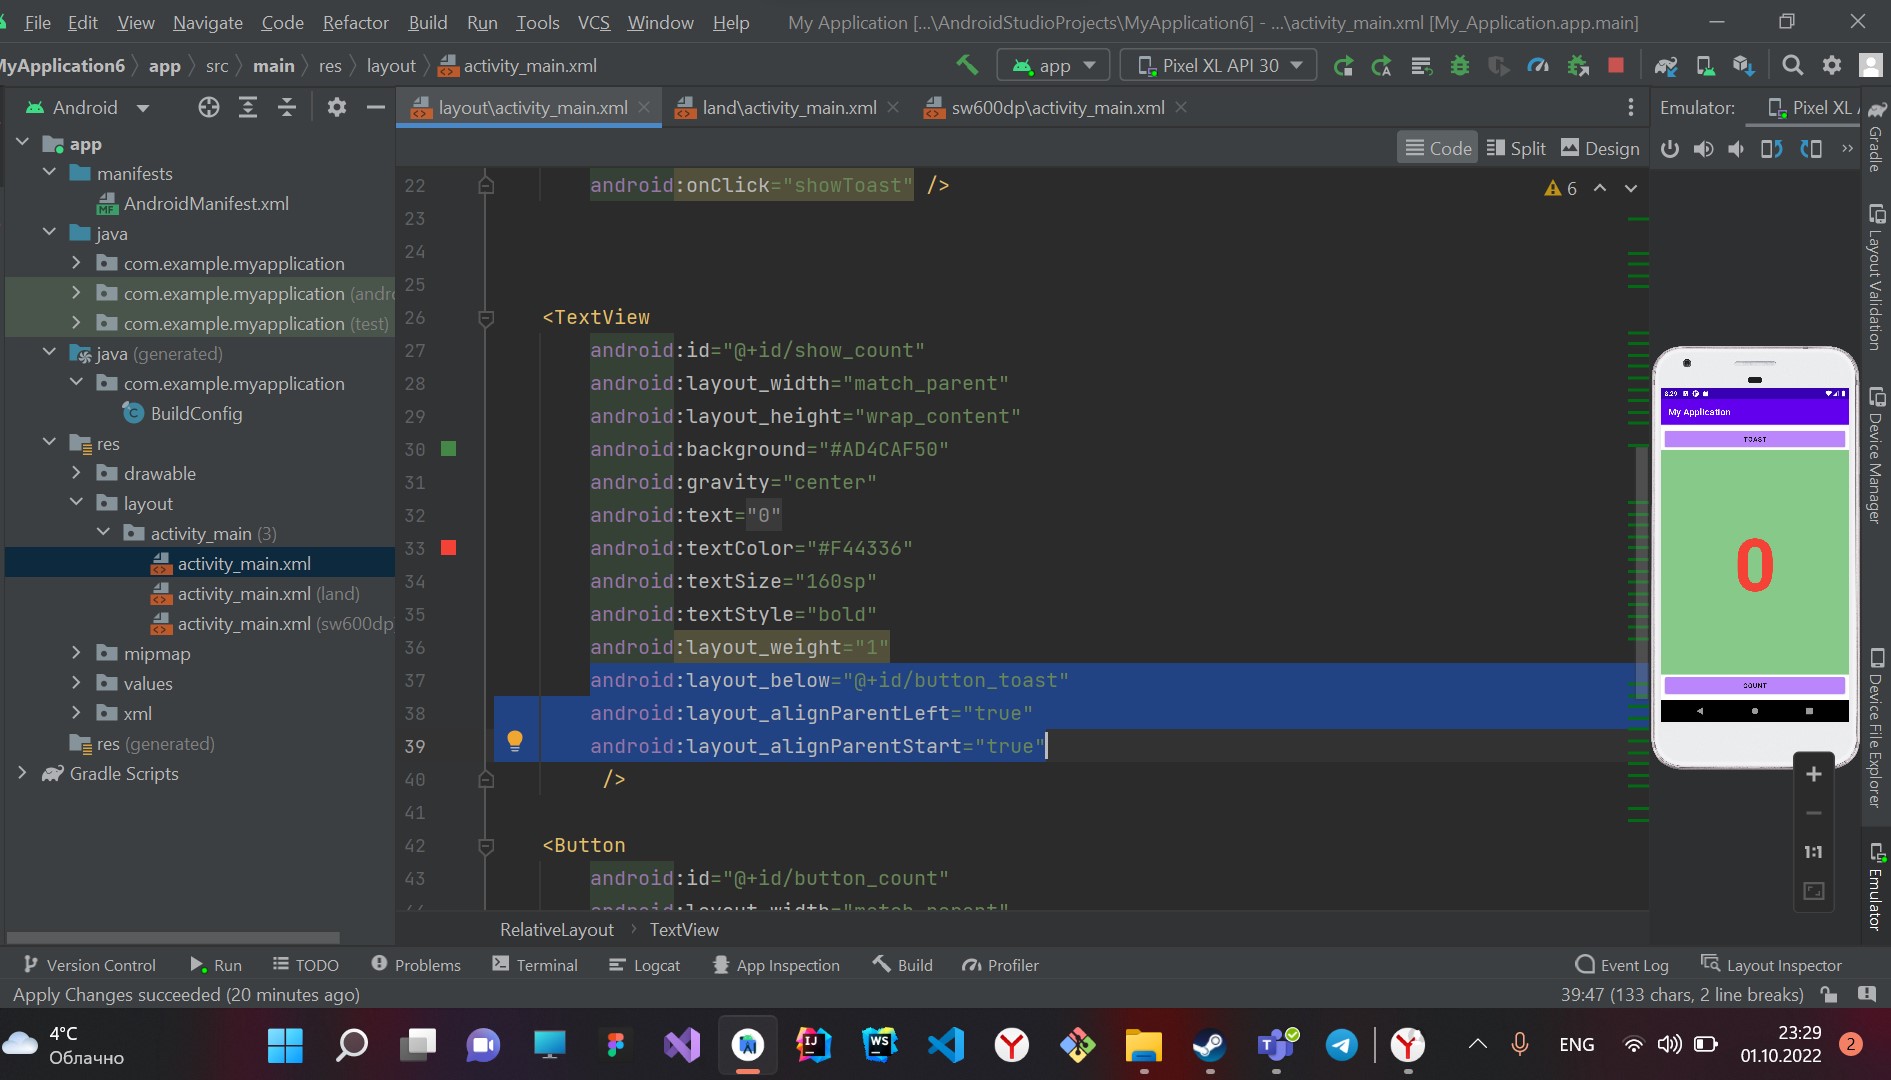 File Edit View Navigate Code Refactor Build Run Tools VCS Window Help My Application [...\AndroidStudioProjects\MyApplication6] - ...\activity_main.xml [My_Application.app.main]
MyApplication6 app src main res layout activity_main.xml app Pixel XL API 30
Android
layout\activity_main.xml land\activity_main.xml sw600dp\activity_main.xml
Emulator: Pixel XL
Code Split Design
app
manifests
AndroidManifest.xml
java
com.example.myapplication
com.example.myapplication (andr
com.example.myapplication (test)
java (generated)
com.example.myapplication
BuildConfig
res
drawable
layout
activity_main (3)
activity_main.xml
activity_main.xml (land)
activity_main.xml (sw600dp
mipmap
values
xml
res (generated)
Gradle Scripts
22 android:onClick="showToast" />
6
23
24
25
26 <TextView
27 android:id="@+id/show_count"
28 android:layout_width="match_parent"
29 android:layout_height="wrap_content"
30 android:background="#AD4CAF50"
31 android:gravity="center"
32 android:text="0"
33 android:textColor="#F44336"
34 android:textSize="160sp"
35 android:textStyle="bold"
36 android:layout_weight="1"
37 android:layout_below="@+id/button_toast"
38 android:layout_alignParentLeft="true"
39 android:layout_alignParentStart="true"
40 />
41
42 <Button
43 android:id="@+id/button_count"
44 android:layout_width="match_parent"
RelativeLayout TextView
8:29
My Application
TOAST
0
COUNT
1:1
Gradle
Layout Validation
Device Manager
Device File Explorer
Emulator
Version Control Run TODO Problems Terminal Logcat App Inspection Build Profiler Event Log Layout Inspector
Apply Changes succeeded (20 minutes ago) 39:47 (133 chars, 2 line breaks)
4°C
Облачно
ENG
23:29
01.10.2022
2